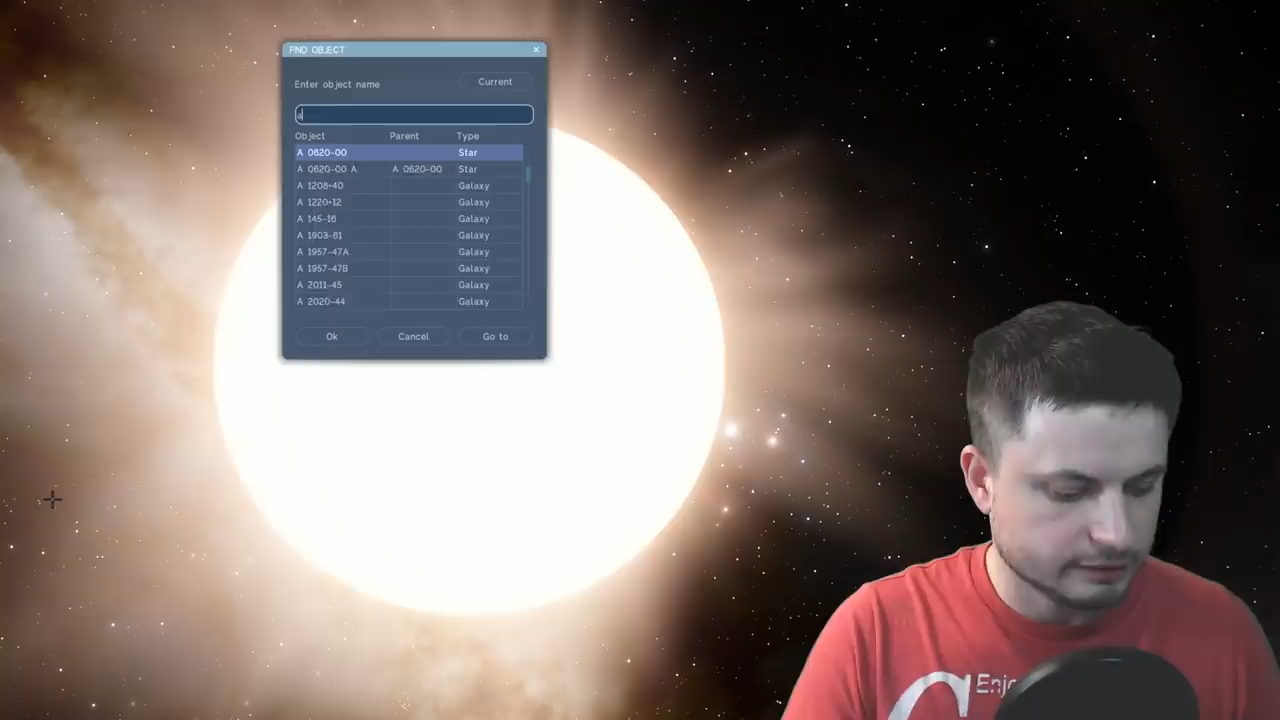 FIND OBJECT
Enter object name
Current
a
Object Parent Type
A 0620-00 Star
A 0620-00 A A 0620-00 Star
A 1208+40 Galaxy
A 1220+12 Galaxy
A 145-16 Galaxy
A 1903-81 Galaxy
A 1957-47A Galaxy
A 1957-47B Galaxy
A 2011-45 Galaxy
A 2020-44 Galaxy
Ok Cancel Go to